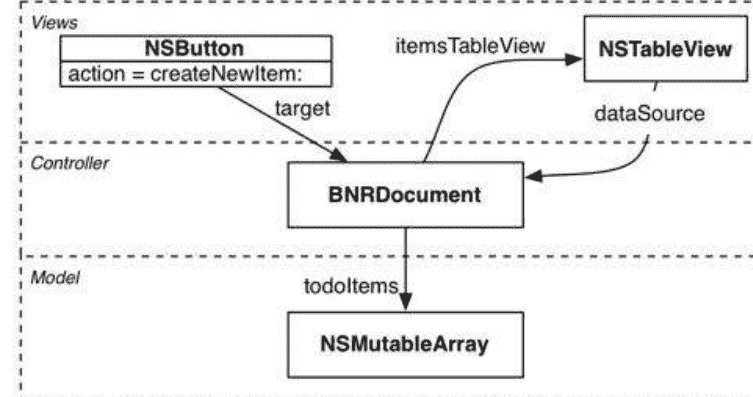 Views
NSButton
action = createNewItem:
itemsTableView
NSTableView
target
dataSource
Controller
BNRDocument
Model
todoItems
NSMutableArray